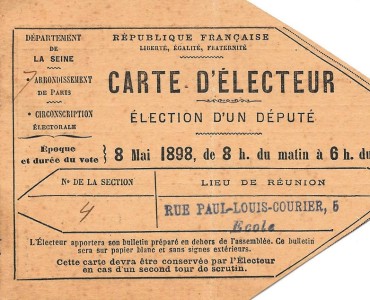 DÉPARTEMENT
DE
LA SEINE
7
• ARRONDISSEMENT
DE PARIS
• CIRCONSCRIPTION
ÉLECTORALE
RÉPUBLIQUE FRANÇAISE
LIBERTÉ, ÉGALITÉ, FRATERNITÉ
CARTE D'ÉLECTEUR
ÉLECTION D'UN DÉPUTÉ
Époque
et durée du vote
8 Mai 1898, de 8 h. du matin à 6 h. du
No DE LA SECTION
4
LIEU DE RÉUNION
RUE PAUL-LOUIS-COURIER, 5
Ecole
L'Électeur apportera son bulletin préparé en dehors de l'assemblée. Ce bulletin
sera sur papier blanc et sans signes extérieurs.
Cette carte devra être conservée par l'Électeur
en cas d'un second tour de scrutin.